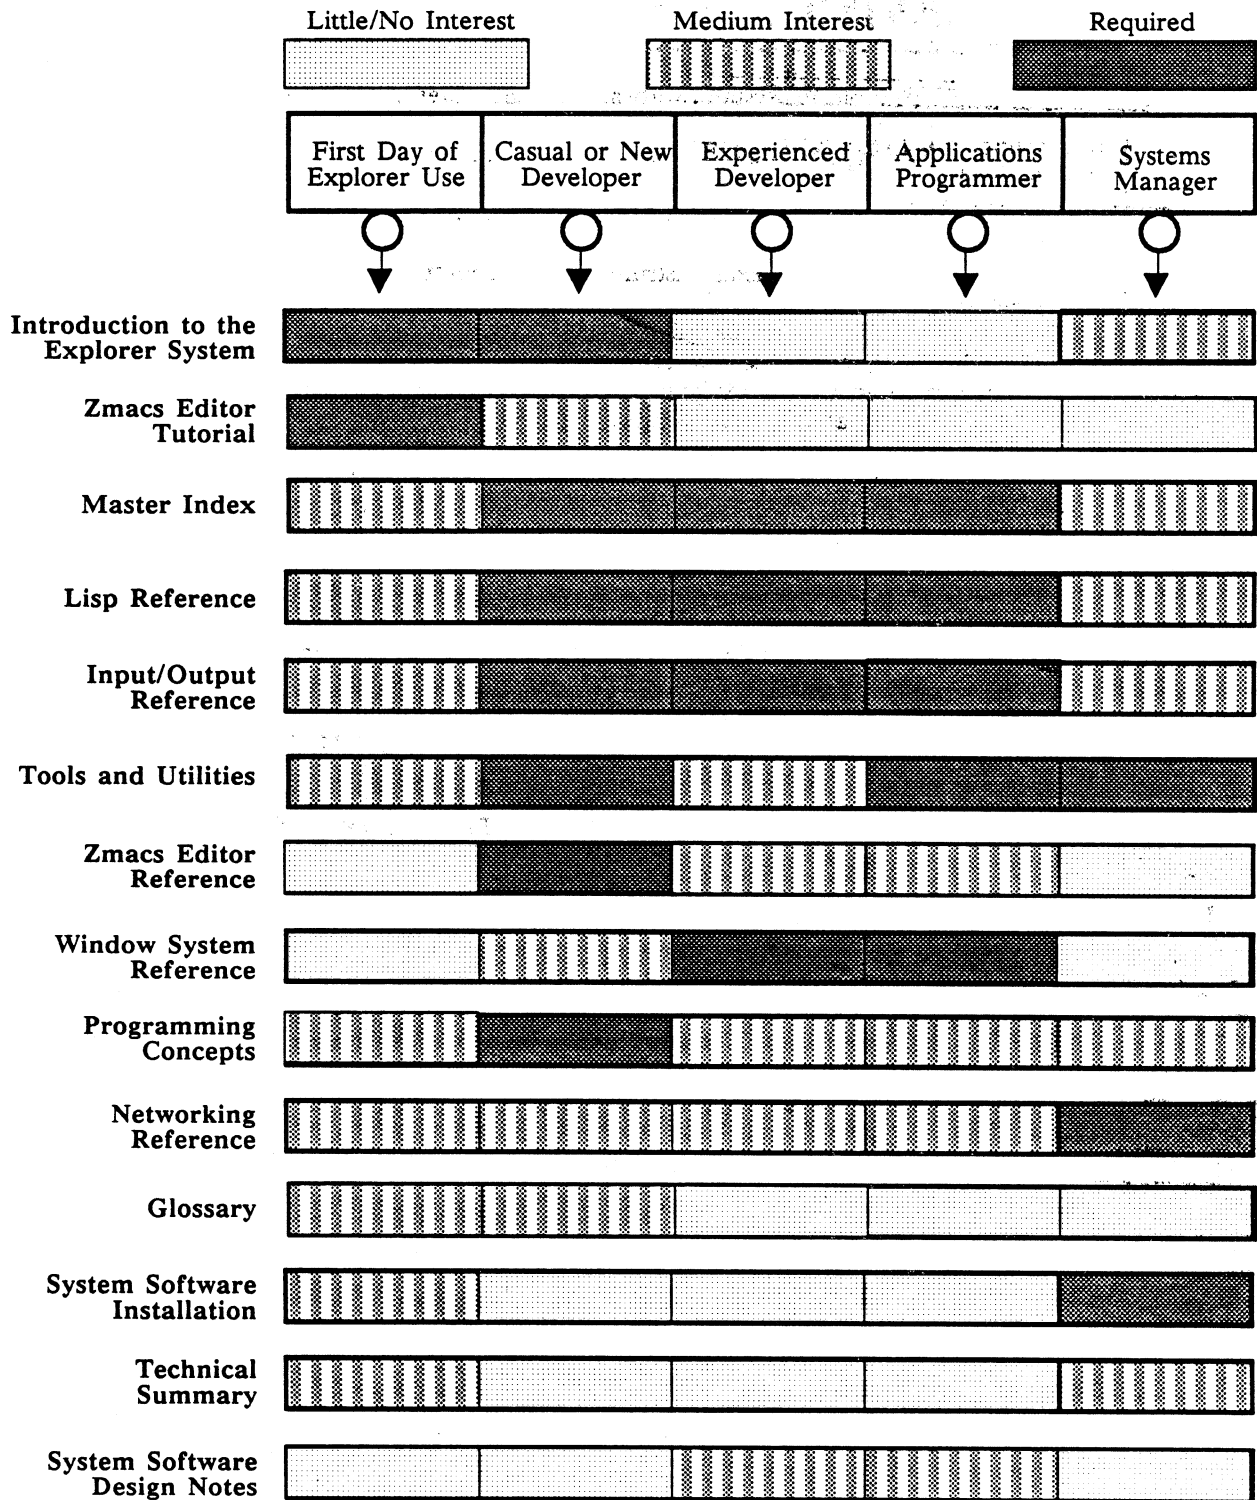 Little/No Interest
Medium Interest
Required
First Day of
Explorer Use
Casual or New
Developer
Experienced
Developer
Applications
Programmer
Systems
Manager
Introduction to the
Explorer System
Zmacs Editor
Tutorial
Master Index
Lisp Reference
Input/Output
Reference
Tools and Utilities
Zmacs Editor
Reference
Window System
Reference
Programming
Concepts
Networking
Reference
Glossary
System Software
Installation
Technical
Summary
System Software
Design Notes